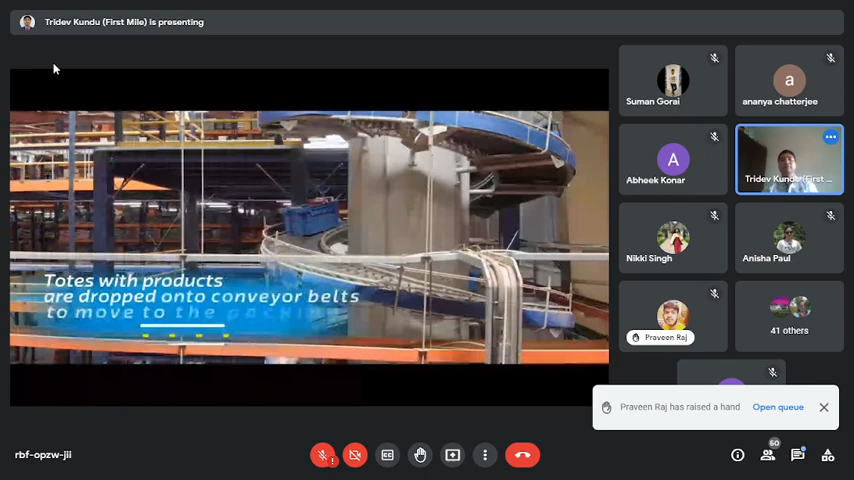 Tridev Kundu (First Mile) is presenting
Totes with products
are dropped onto conveyor belts
to move to the packing
Suman Gorai
a
ananya chatterjee
A
Abheek Konar
Tridev Kundu (First ...
Nikki Singh
Anisha Paul
Praveen Raj
41 others
Praveen Raj has raised a hand
Open queue
rbf-opzw-jii
CC
60